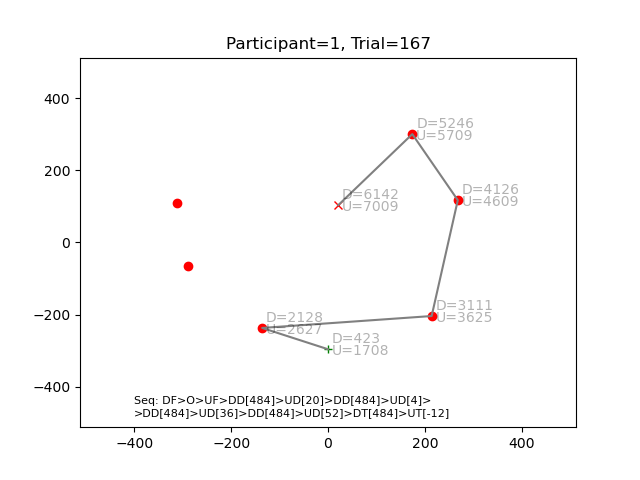 Participant=1, Trial=167
400
200
0
−200
−400
D=5246
U=5709
D=4126
U=4609
D=6142
U=7009
D=3111
U=3625
D=2128
U=2627
D=423
U=1708
Seq: DF>O>UF>DD[484]>UD[20]>DD[484]>UD[4]>
>DD[484]>UD[36]>DD[484]>UD[52]>DT[484]>UT[-12]
−400 −200 0 200 400